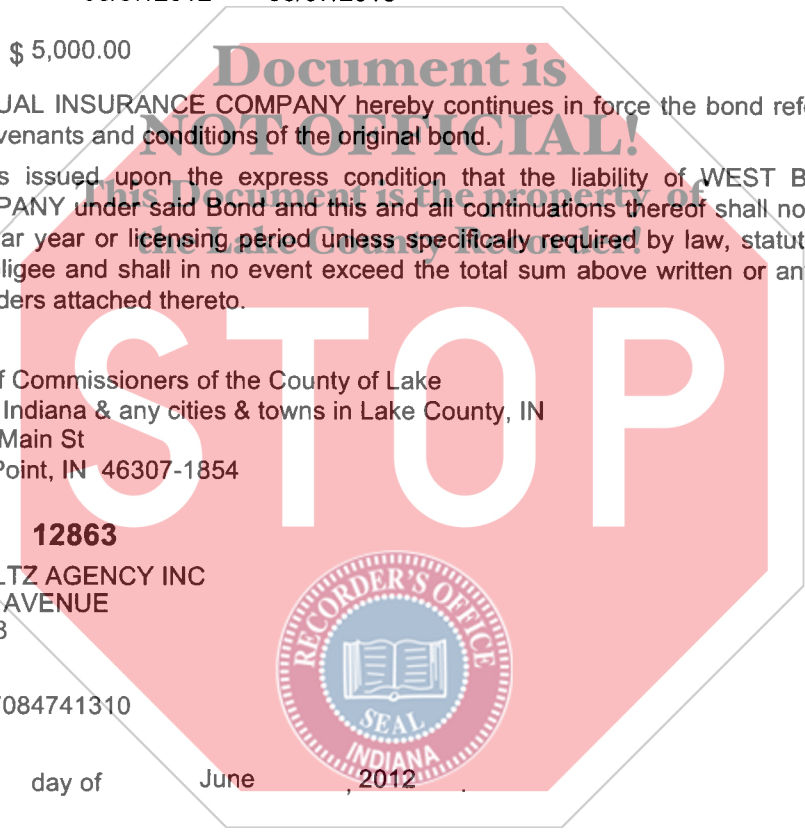 $ 5,000.00
Document is
UAL INSURANCE COMPANY hereby continues in force the bond refe
venants and conditions of the original bond.
NOT OFFICIAL!
s issued upon the express condition that the liability of WEST B
This Document is the property of
PANY under said Bond and this and all continuations thereof shall no
the Lake County Recorder!
ar year or licensing period unless specifically required by law, statut
ligee and shall in no event exceed the total sum above written or an
ders attached thereto.
STOP
f Commissioners of the County of Lake
Indiana & any cities & towns in Lake County, IN
Main St
Point, IN 46307-1854
12863
LTZ AGENCY INC
AVENUE
RECORDER'S OFFICE
SEAL
INDIANA
7084741310
day of June , 2012 .